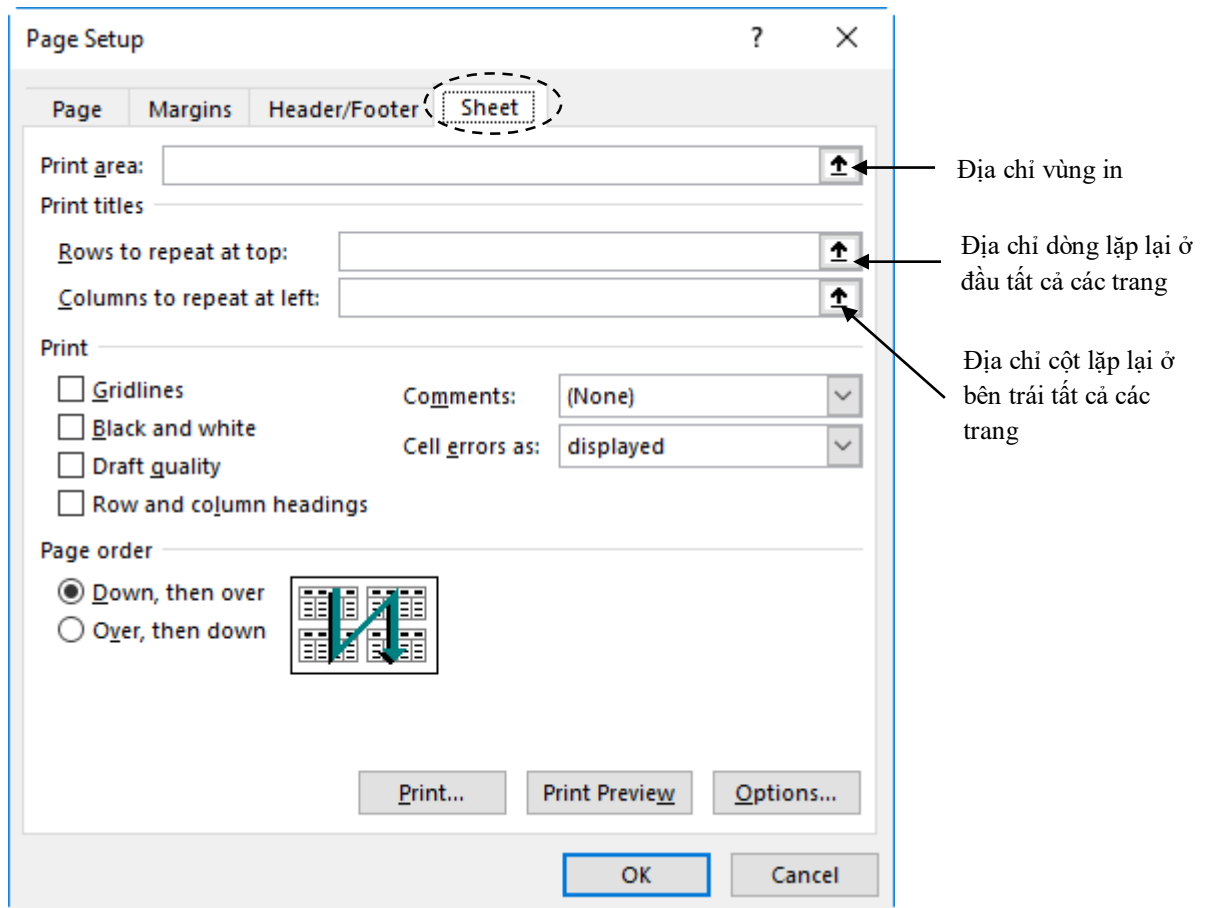 Page Setup ?
Page Margins Header/Footer Sheet
Print area: Địa chỉ vùng in
Print titles
Rows to repeat at top: Địa chỉ dòng lặp lại ở
đầu tất cả các trang
Columns to repeat at left:
Địa chỉ cột lặp lại ở
bên trái tất cả các
trang
Print
Gridlines Comments: (None)
Black and white Cell errors as: displayed
Draft quality
Row and column headings
Page order
Down, then over
Over, then down
Print... Print Preview Options...
OK Cancel